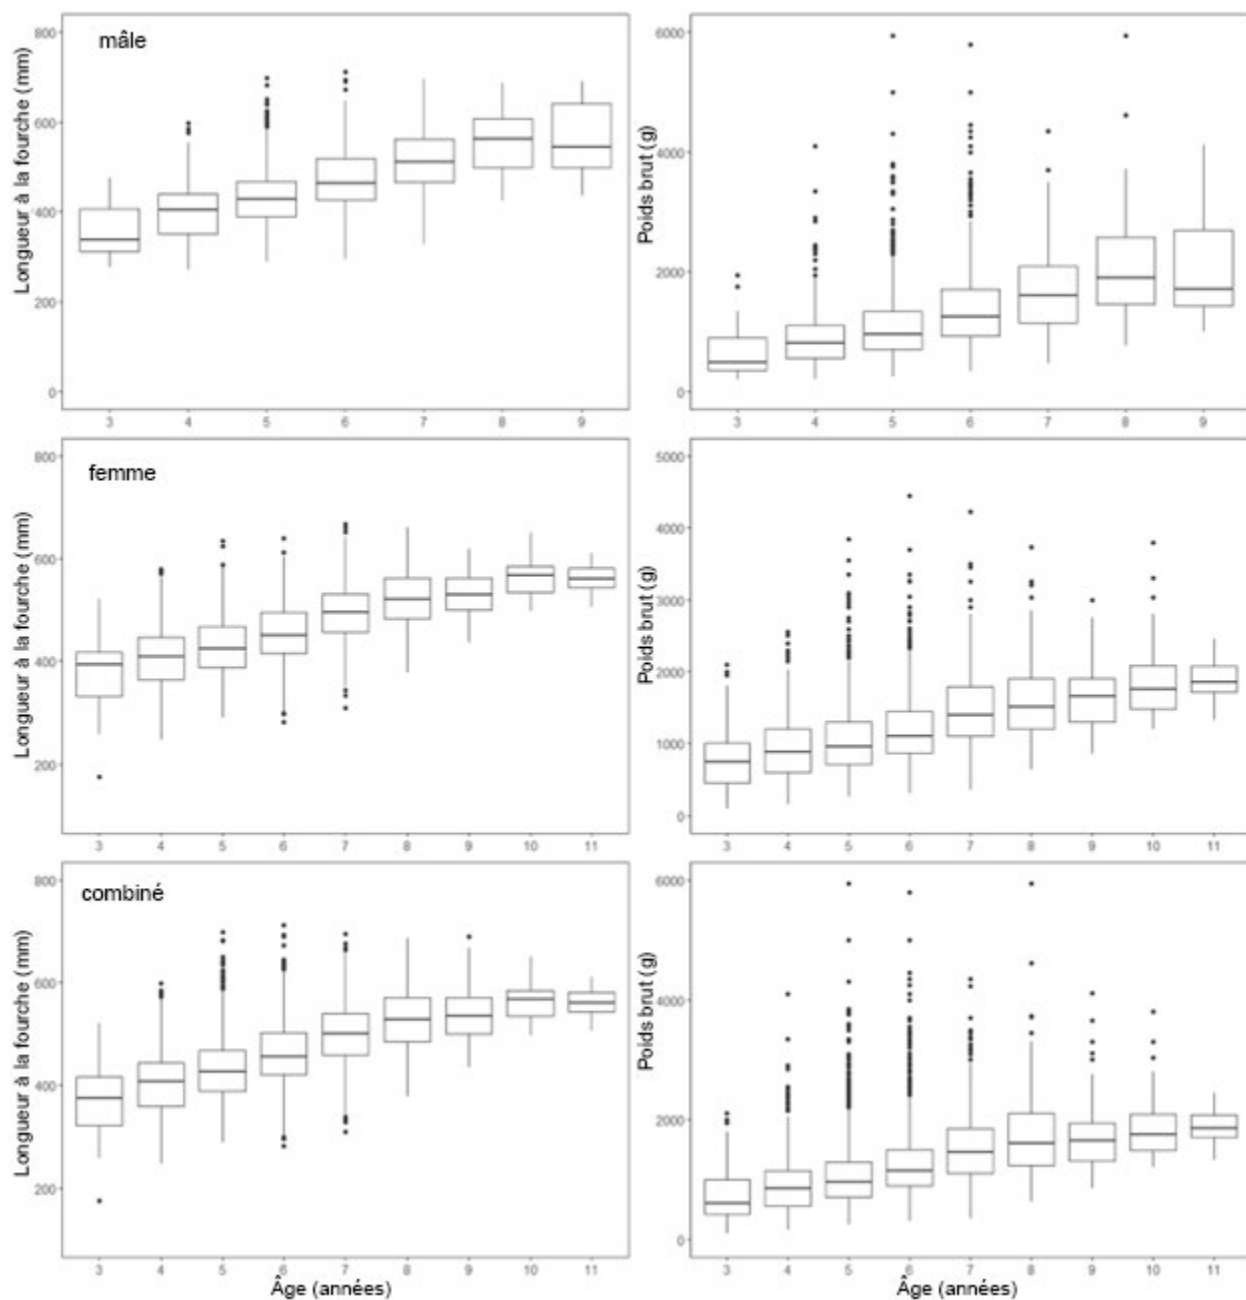 mâle
Longueur à la fourche (mm)
800
600
400
200
0
3 4 5 6 7 8 9
Poids brut (g)
6000
4000
2000
0
3 4 5 6 7 8 9
femme
Longueur à la fourche (mm)
800
600
400
200
3 4 5 6 7 8 9 10 11
Poids brut (g)
5000
4000
3000
2000
1000
0
3 4 5 6 7 8 9 10 11
combiné
Longueur à la fourche (mm)
800
600
400
200
3 4 5 6 7 8 9 10 11
Âge (années)
Poids brut (g)
6000
4000
2000
0
3 4 5 6 7 8 9 10 11
Âge (années)